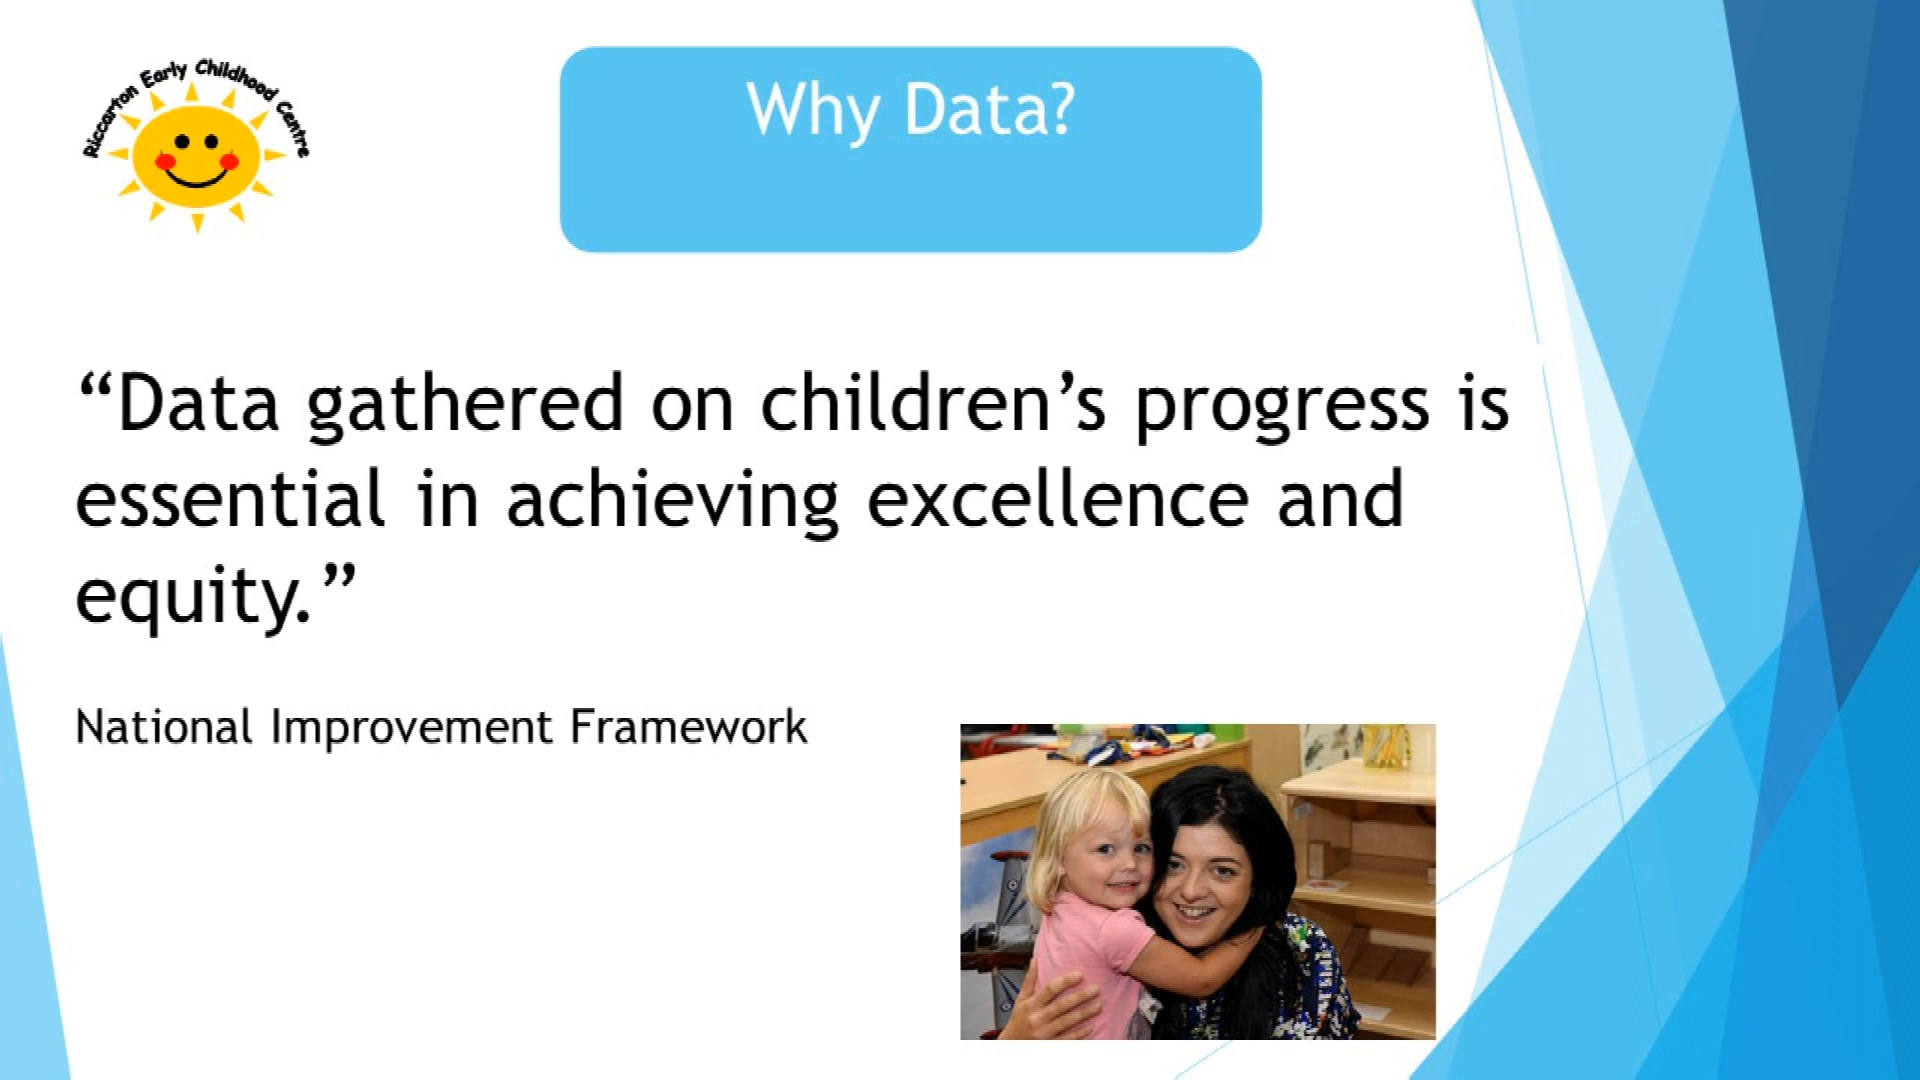 Riccarton Early Childhood Centre
Why Data?
“Data gathered on children’s progress is
essential in achieving excellence and
equity.”
National Improvement Framework